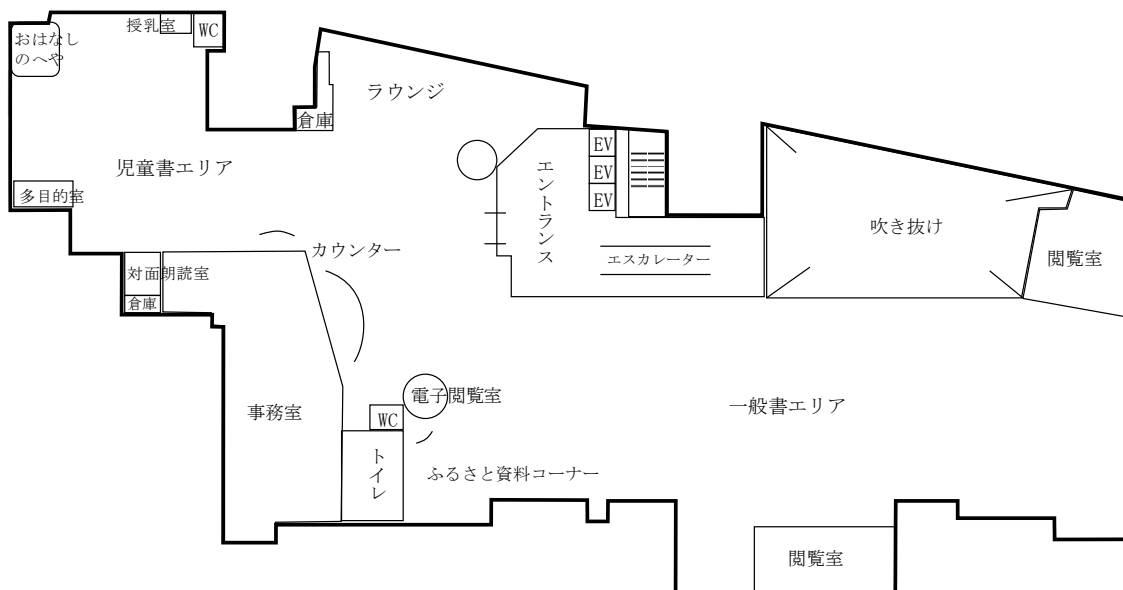 授乳室
WC
おはなし
のへや
ラウンジ
倉庫
児童書エリア
EV
EV
EV
エントランス
多目的室
吹き抜け
カウンター
エスカレーター
閲覧室
対面朗読室
倉庫
電子閲覧室
事務室
WC
一般書エリア
トイレ
ふるさと資料コーナー
閲覧室